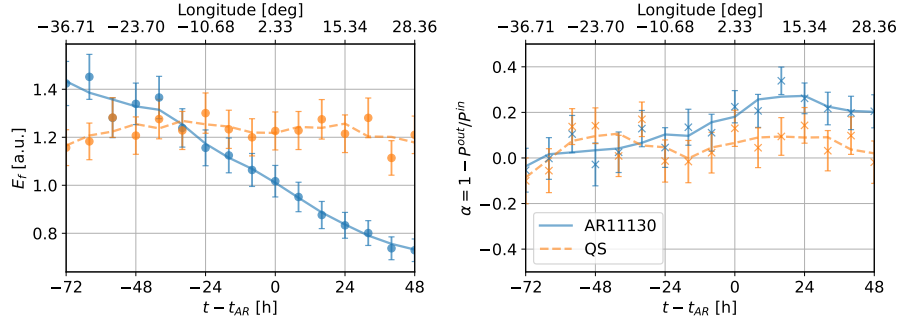 Longitude [deg]
−36.71 −23.70 −10.68 2.33 15.34 28.36
1.4
1.2
1.0
0.8
E_f [a.u.]
−72 −48 −24 0 24 48
t − t_AR [h]
Longitude [deg]
−36.71 −23.70 −10.68 2.33 15.34 28.36
0.4
0.2
0.0
−0.2
−0.4
α = 1 − P^out/P^in
AR11130
QS
−72 −48 −24 0 24 48
t − t_AR [h]